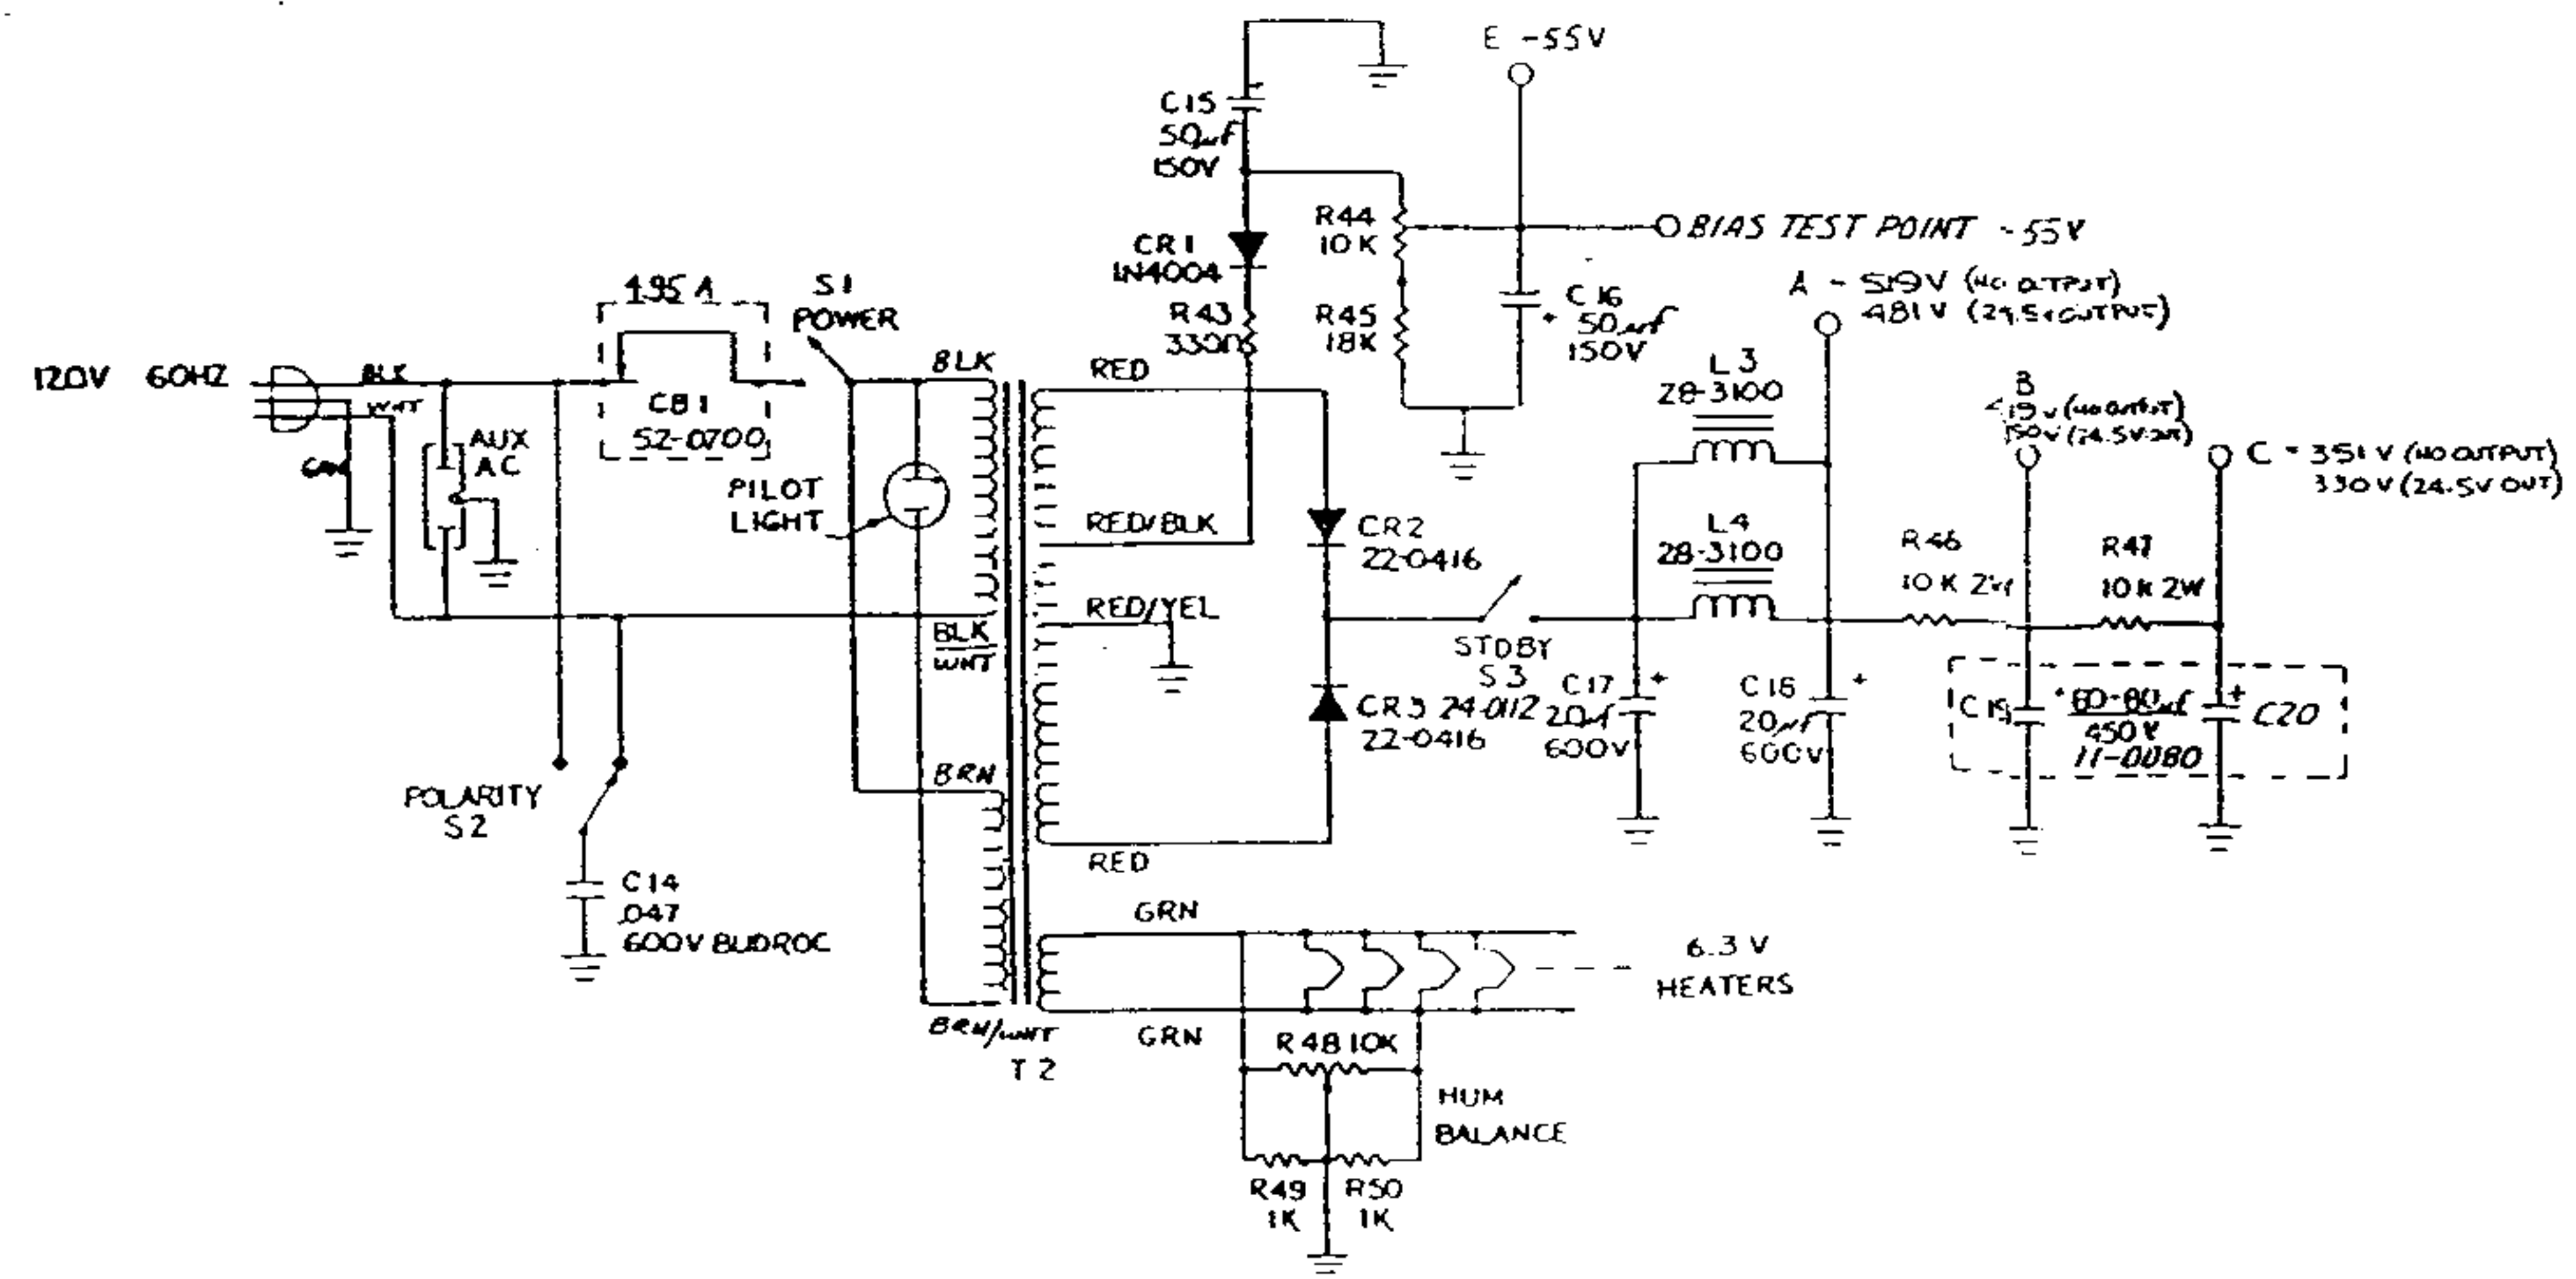 E -55V
C15
50µf
150V
R44
10K
BIAS TEST POINT -55V
CR1
1N4004
R43
330Ω
R45
18K
C16
+ 50µf
150V
A - 519V (NO OUTPUT)
481V (24.5V OUTPUT)
4.95 A
S1
POWER
120V 60HZ
BLK
WHT
CB1
52-0700
AUX
AC
BLK
RED
L3
28-3100
B
(NO OUTPUT)
(24.5V OUT)
C = 351V (NO OUTPUT)
330V (24.5V OUT)
PILOT
LIGHT
RED/BLK
CR2
22-0416
L4
28-3100
R46
10K 2W
R47
10K 2W
BLK
WHT
RED/YEL
STDBY
S3
24-0112
CR3
22-0416
C17
+
20µf
600V
C18
+
20µf
600V
C19
+ 80-80µf
450V
11-0080
+
C20
POLARITY
S2
BRN
RED
C14
.047
600V BUDROC
GRN
6.3 V
HEATERS
BRN/WHT
T2
GRN
R48 10K
HUM
BALANCE
R49
1K
R50
1K